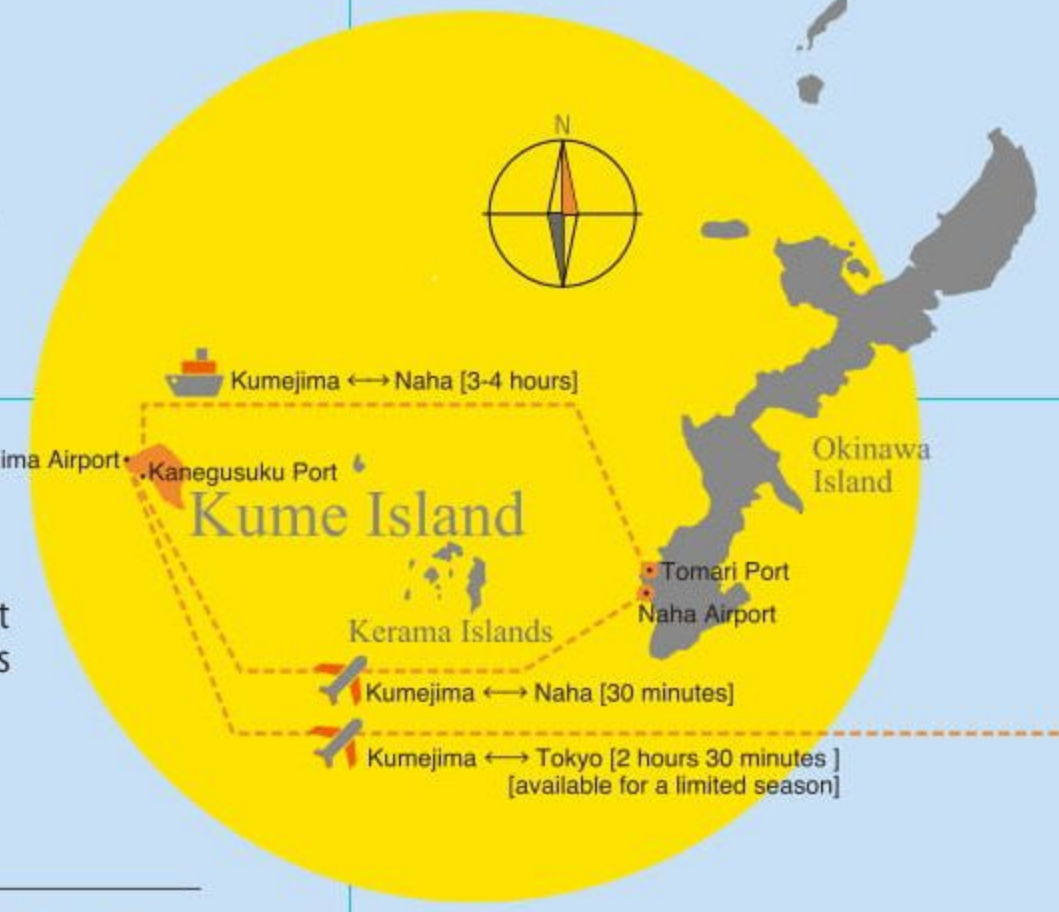 N
Kumejima ⟷ Naha [3-4 hours]
ima Airport
Kanegusuku Port
Kume Island
Okinawa
Island
Tomari Port
Naha Airport
t
s
Kerama Islands
Kumejima ⟷ Naha [30 minutes]
Kumejima ⟷ Tokyo [2 hours 30 minutes ]
[available for a limited season]